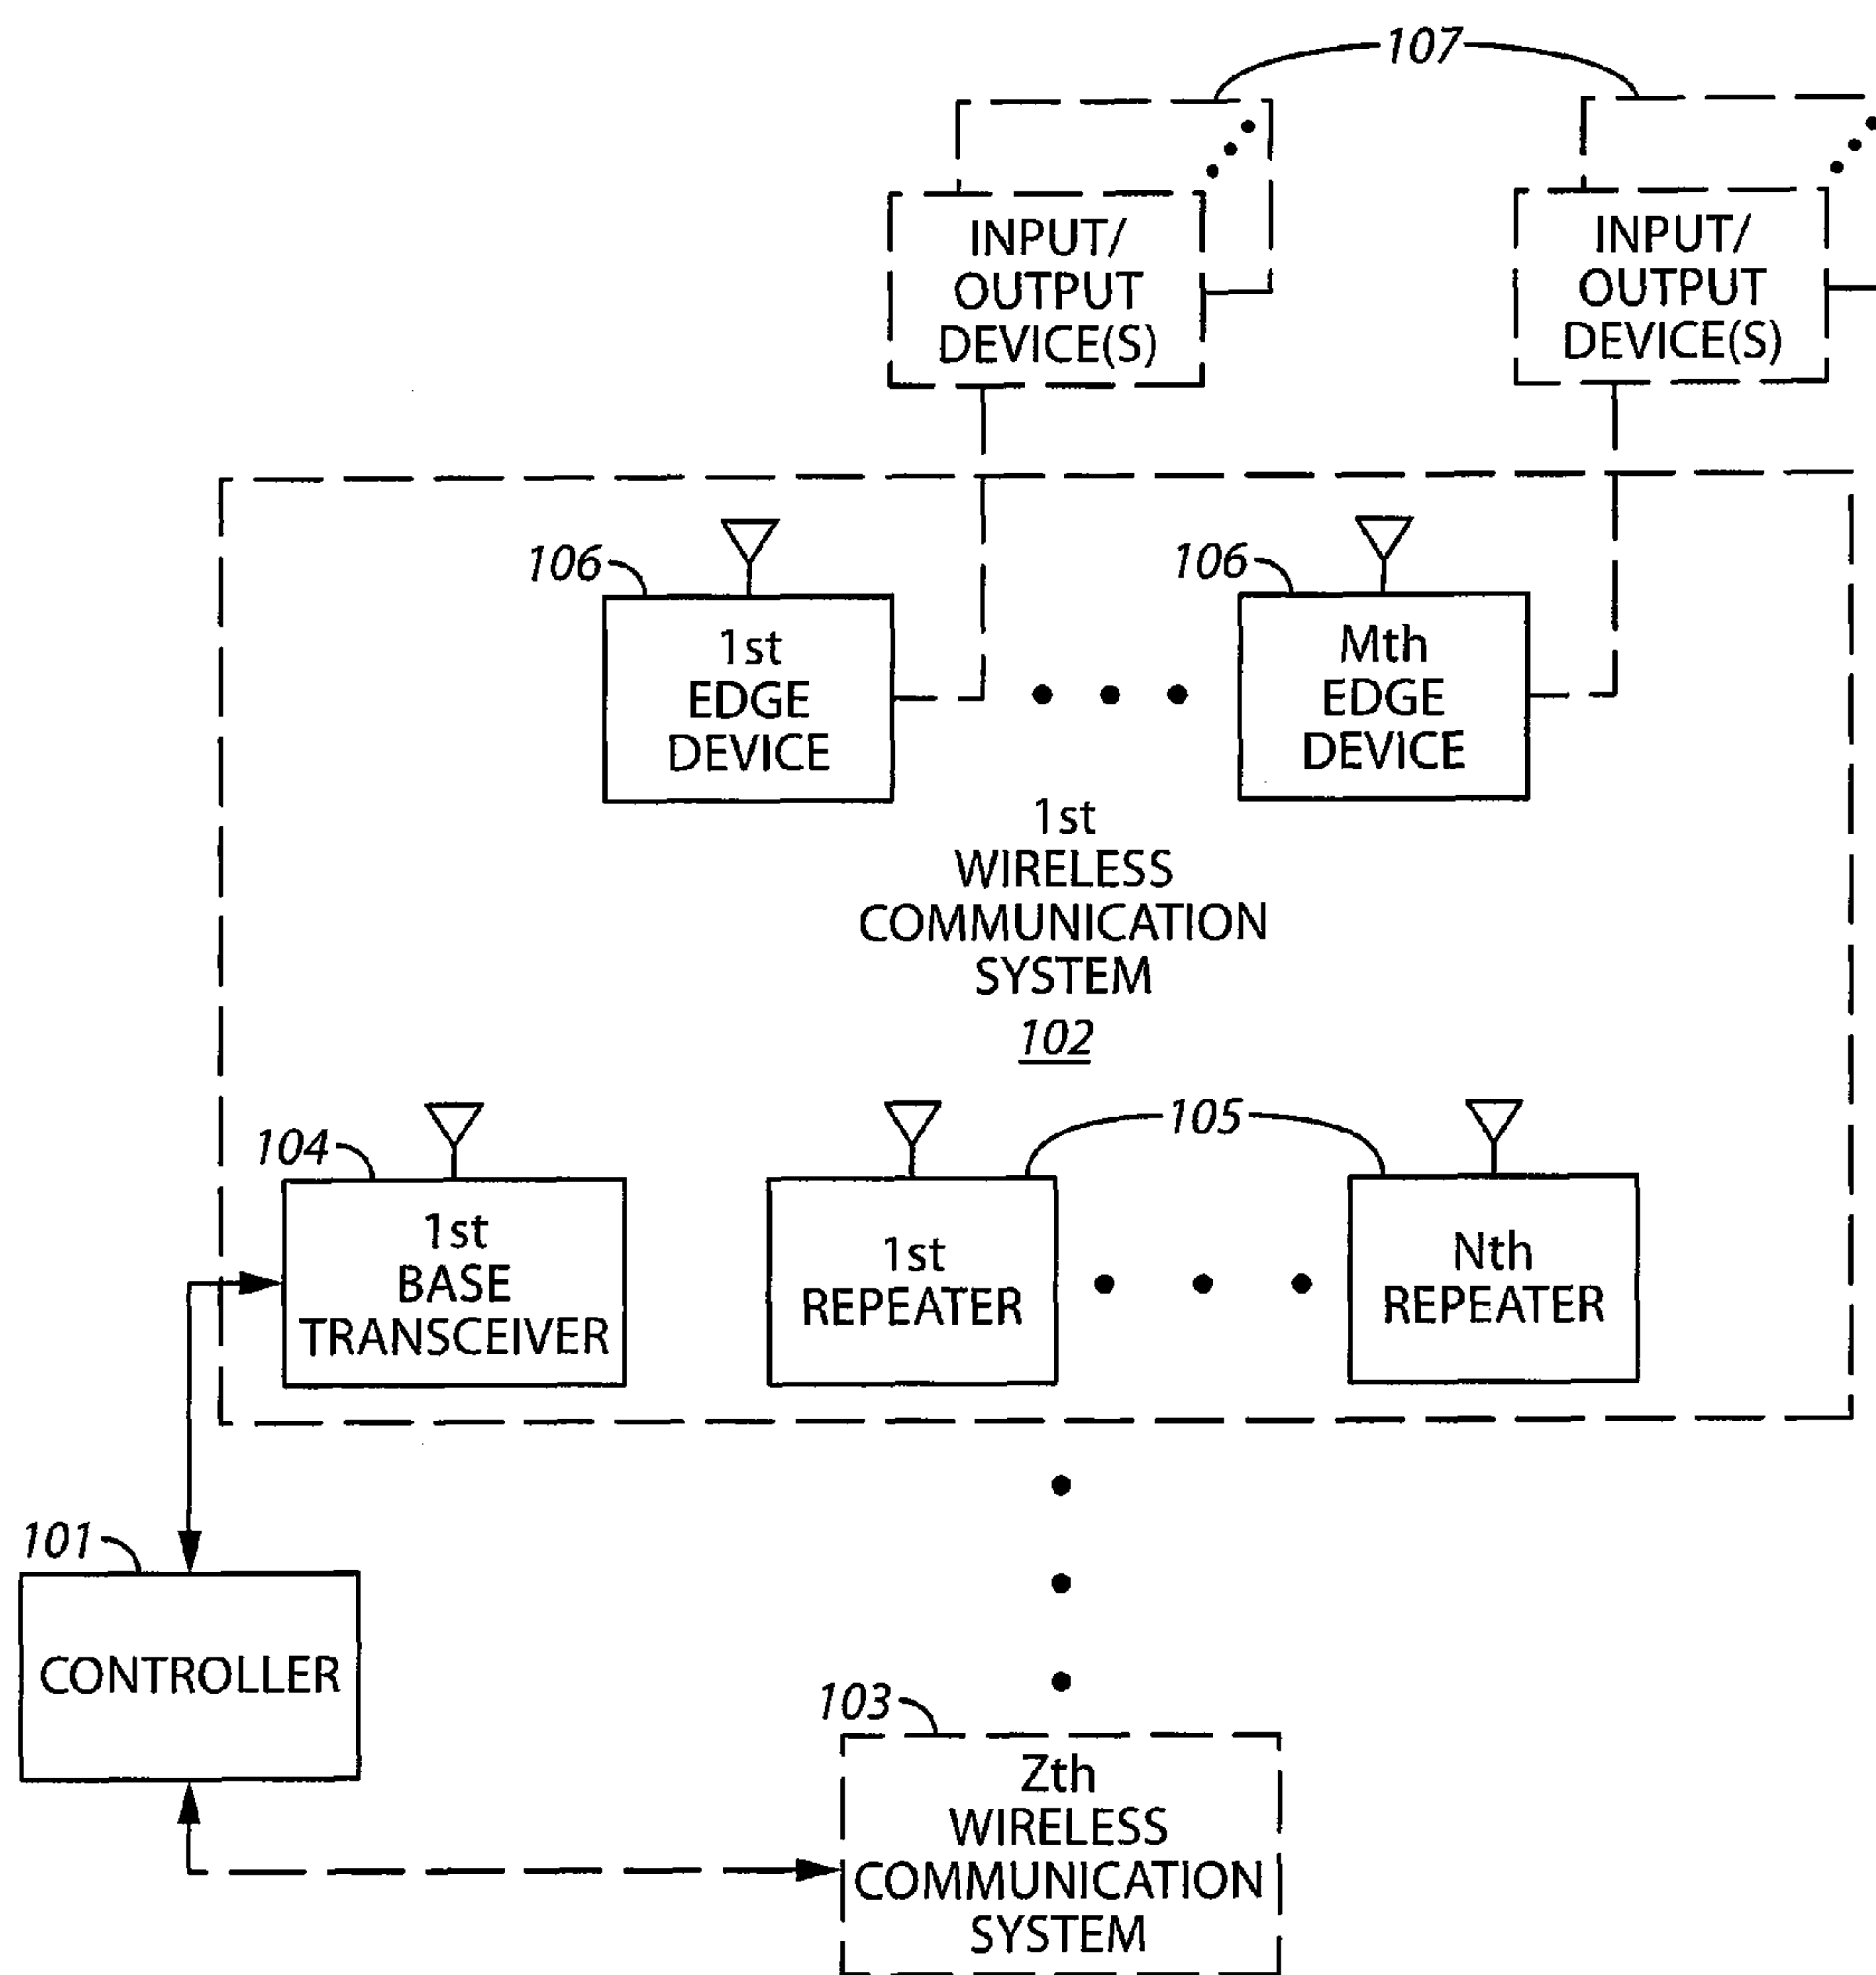 107
INPUT/
OUTPUT
DEVICE(S)
INPUT/
OUTPUT
DEVICE(S)
106
1st
EDGE
DEVICE
106
Mth
EDGE
DEVICE
1st
WIRELESS
COMMUNICATION
SYSTEM
102
104
1st
BASE
TRANSCEIVER
105
1st
REPEATER
Nth
REPEATER
101
CONTROLLER
103
Zth
WIRELESS
COMMUNICATION
SYSTEM